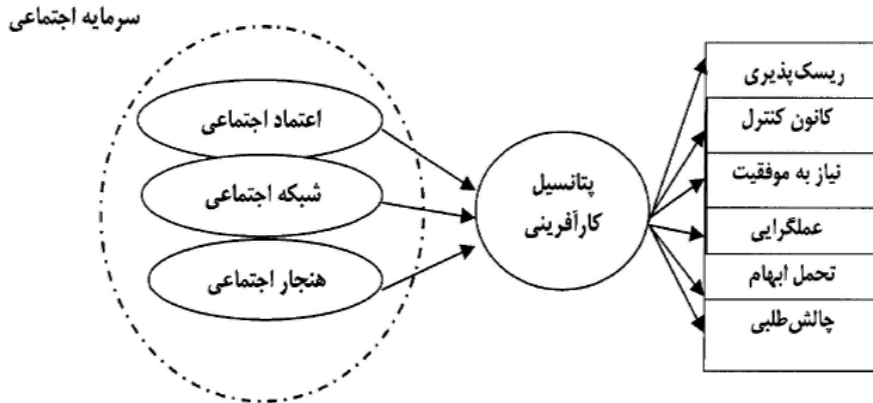 سرمایه اجتماعی
اعتماد اجتماعی
شبکه اجتماعی
هنجار اجتماعی
پتانسیل
کارآفرینی
ریسک‌پذیری
کانون کنترل
نیاز به موفقیت
عملگرایی
تحمل ابهام
چالش‌طلبی